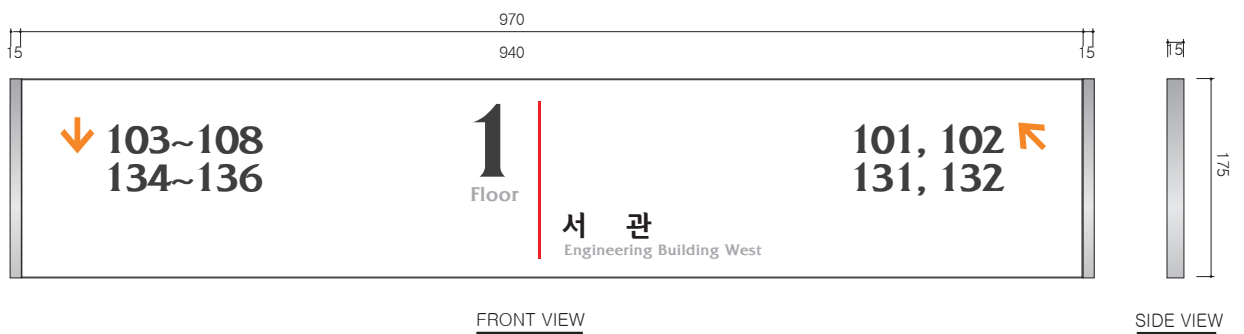 970
15 940 15
15
103~108
134~136
1
Floor
서 관
Engineering Building West
101, 102
131, 132
175
FRONT VIEW
SIDE VIEW